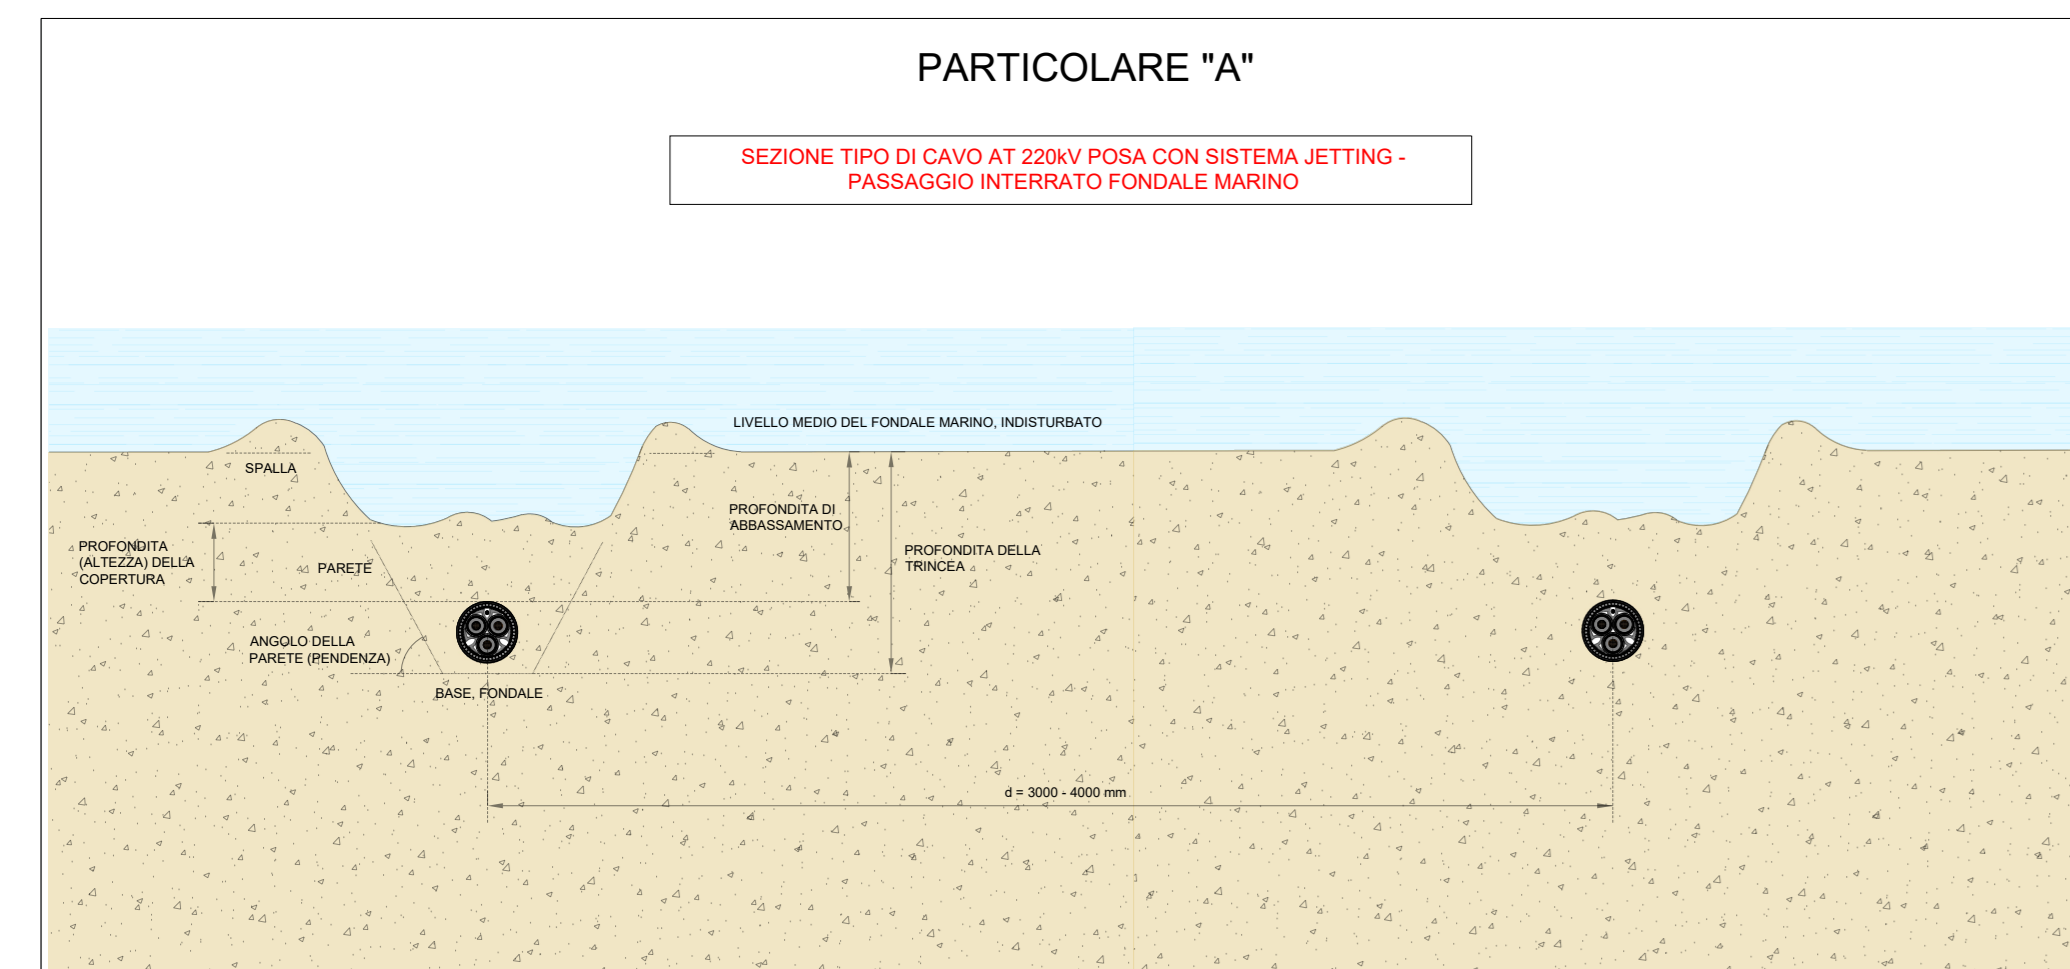 PARTICOLARE "A"
SEZIONE TIPO DI CAVO AT 220kV POSA CON SISTEMA JETTING -
PASSAGGIO INTERRATO FONDALE MARINO
LIVELLO MEDIO DEL FONDALE MARINO, INDISTURBATO
SPALLA
PROFONDITA DI
ABBASSAMENTO
PROFONDITA
(ALTEZZA) DELLA
COPERTURA
PARETE
PROFONDITA DELLA
TRINCEA
ANGOLO DELLA
PARETE (PENDENZA)
BASE, FONDALE
d = 3000 - 4000 mm